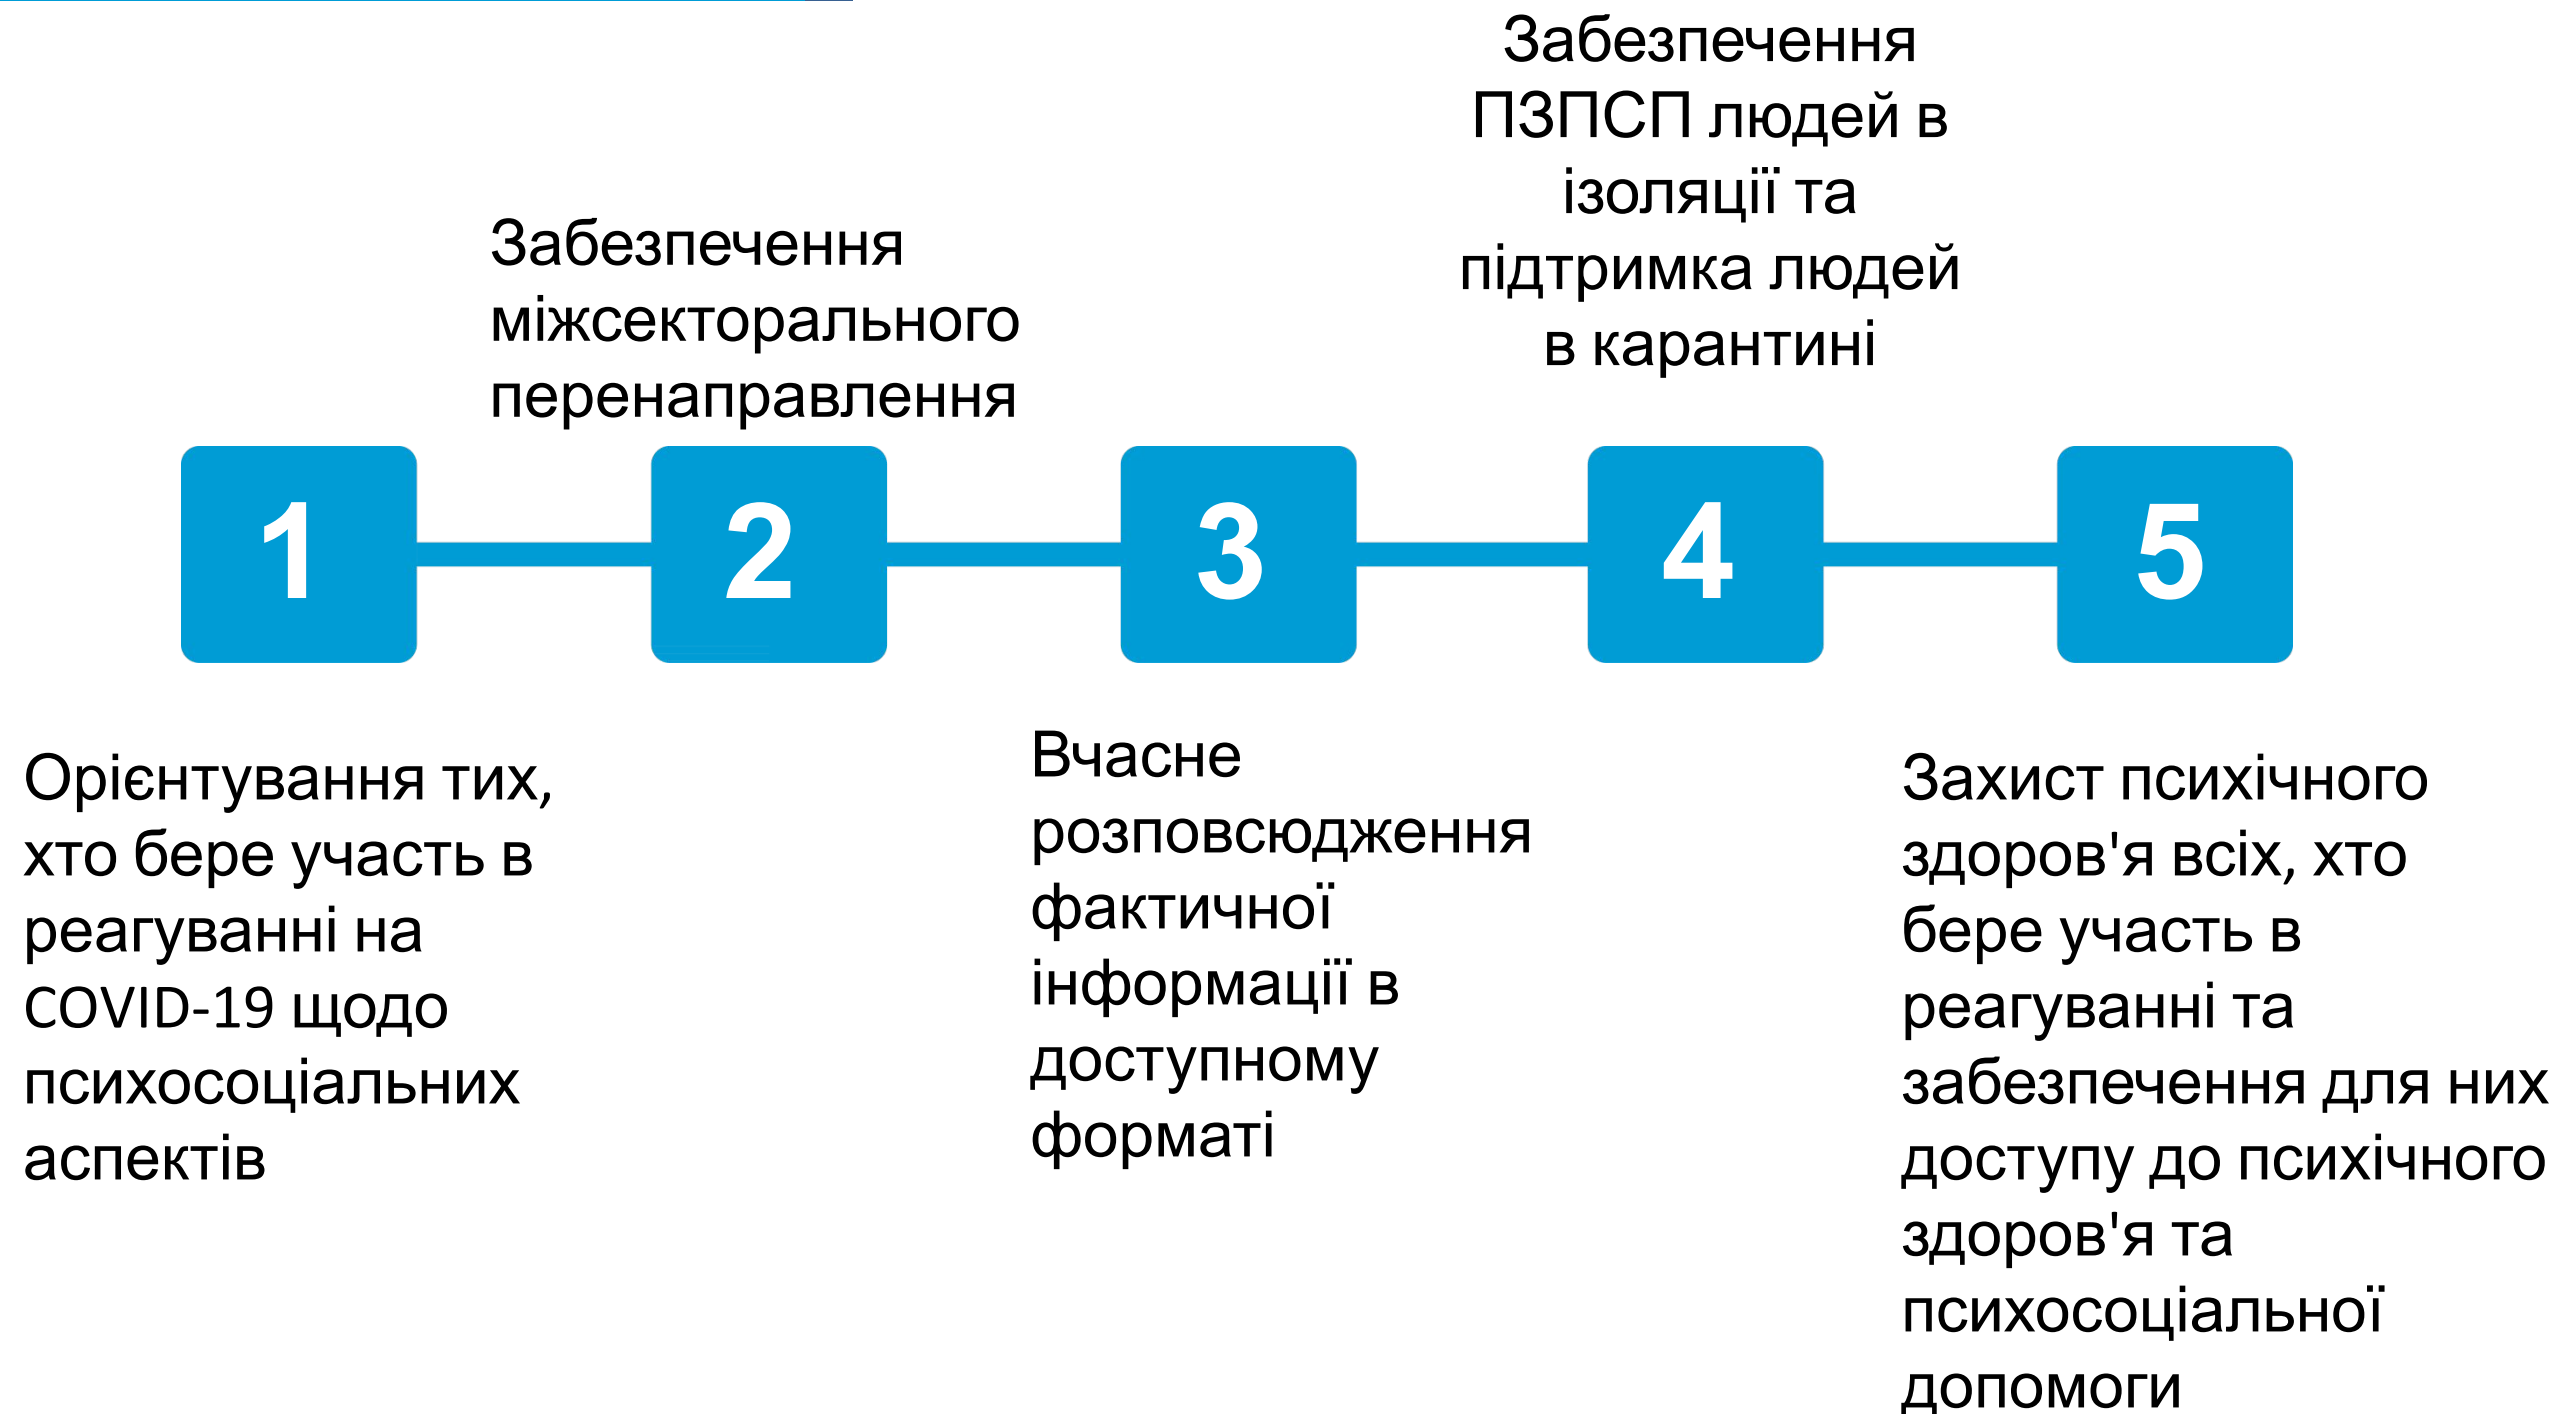 1
Орієнтування тих,
хто бере участь в
реагуванні на
COVID-19 щодо
психосоціальних
аспектів
Забезпечення
міжсекторального
перенаправлення
2
3
Вчасне
розповсюдження
фактичної
інформації в
доступному
форматі
Забезпечення
ПЗПСП людей в
ізоляції та
підтримка людей
в карантині
4
5
Захист психічного
здоров'я всіх, хто
бере участь в
реагуванні та
забезпечення для них
доступу до психічного
здоров'я та
психосоціальної
допомоги